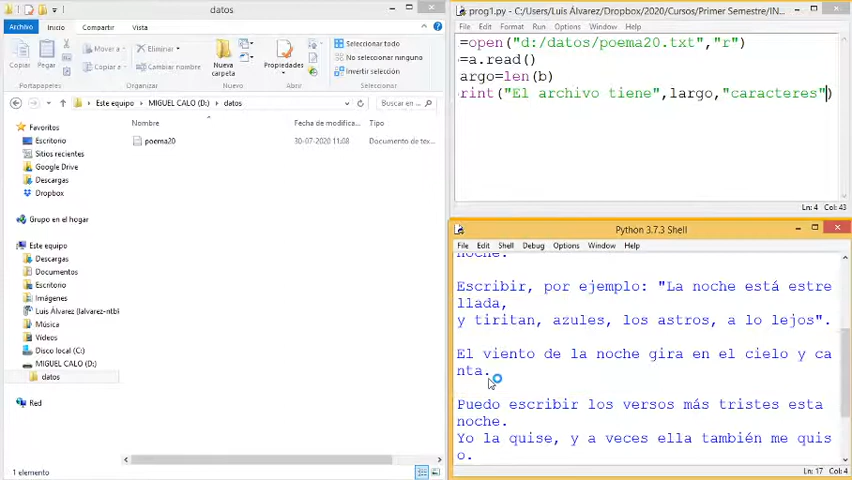 datos
Archivo
Inicio
Compartir
Vista
Copiar
Pegar
Portapapeles
Mover a
Copiar a
Eliminar
Cambiar nombre
Organizar
Nueva
carpeta
Nuevo
Propiedades
Abrir
Seleccionar todo
No seleccionar ninguno
Invertir selección
Seleccionar
Este equipo
MIGUEL CALO (D:)
datos
Buscar en ...
Favoritos
Escritorio
Sitios recientes
Google Drive
Descargas
Dropbox
Grupo en el hogar
Este equipo
Descargas
Documentos
Escritorio
Imágenes
Luis Álvarez (lalvarez-ntbl
Música
Videos
Disco local (C:)
MIGUEL CALO (D:)
datos
Red
Nombre
Fecha de modifica...
Tipo
poema20
30-07-2020 11:08
Documento de tex...
1 elemento
prog1.py - C:/Users/Luis Álvarez/Dropbox/2020/Cursos/Primer Semestre/IN...
File Edit Format Run Options Window Help
=open("d:/datos/poema20.txt","r")
=a.read()
argo=len(b)
rint("El archivo tiene",largo,"caracteres")
Ln: 4 Col: 43
Python 3.7.3 Shell
File Edit Shell Debug Options Window Help
noche.
Escribir, por ejemplo: "La noche está estre
llada,
y tiritan, azules, los astros, a lo lejos".
El viento de la noche gira en el cielo y ca
nta.
Puedo escribir los versos más tristes esta
noche.
Yo la quise, y a veces ella también me quis
o.
Ln: 17 Col: 4